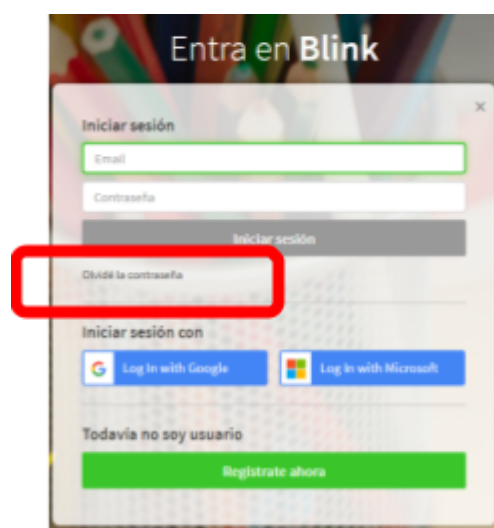 Entra en Blink
×
Iniciar sesión
Email
Contraseña
Iniciar sesión
Olvidé la contraseña
Iniciar sesión con
G Log In with Google
Log in with Microsoft
Todavía no soy usuario
Regístrate ahora